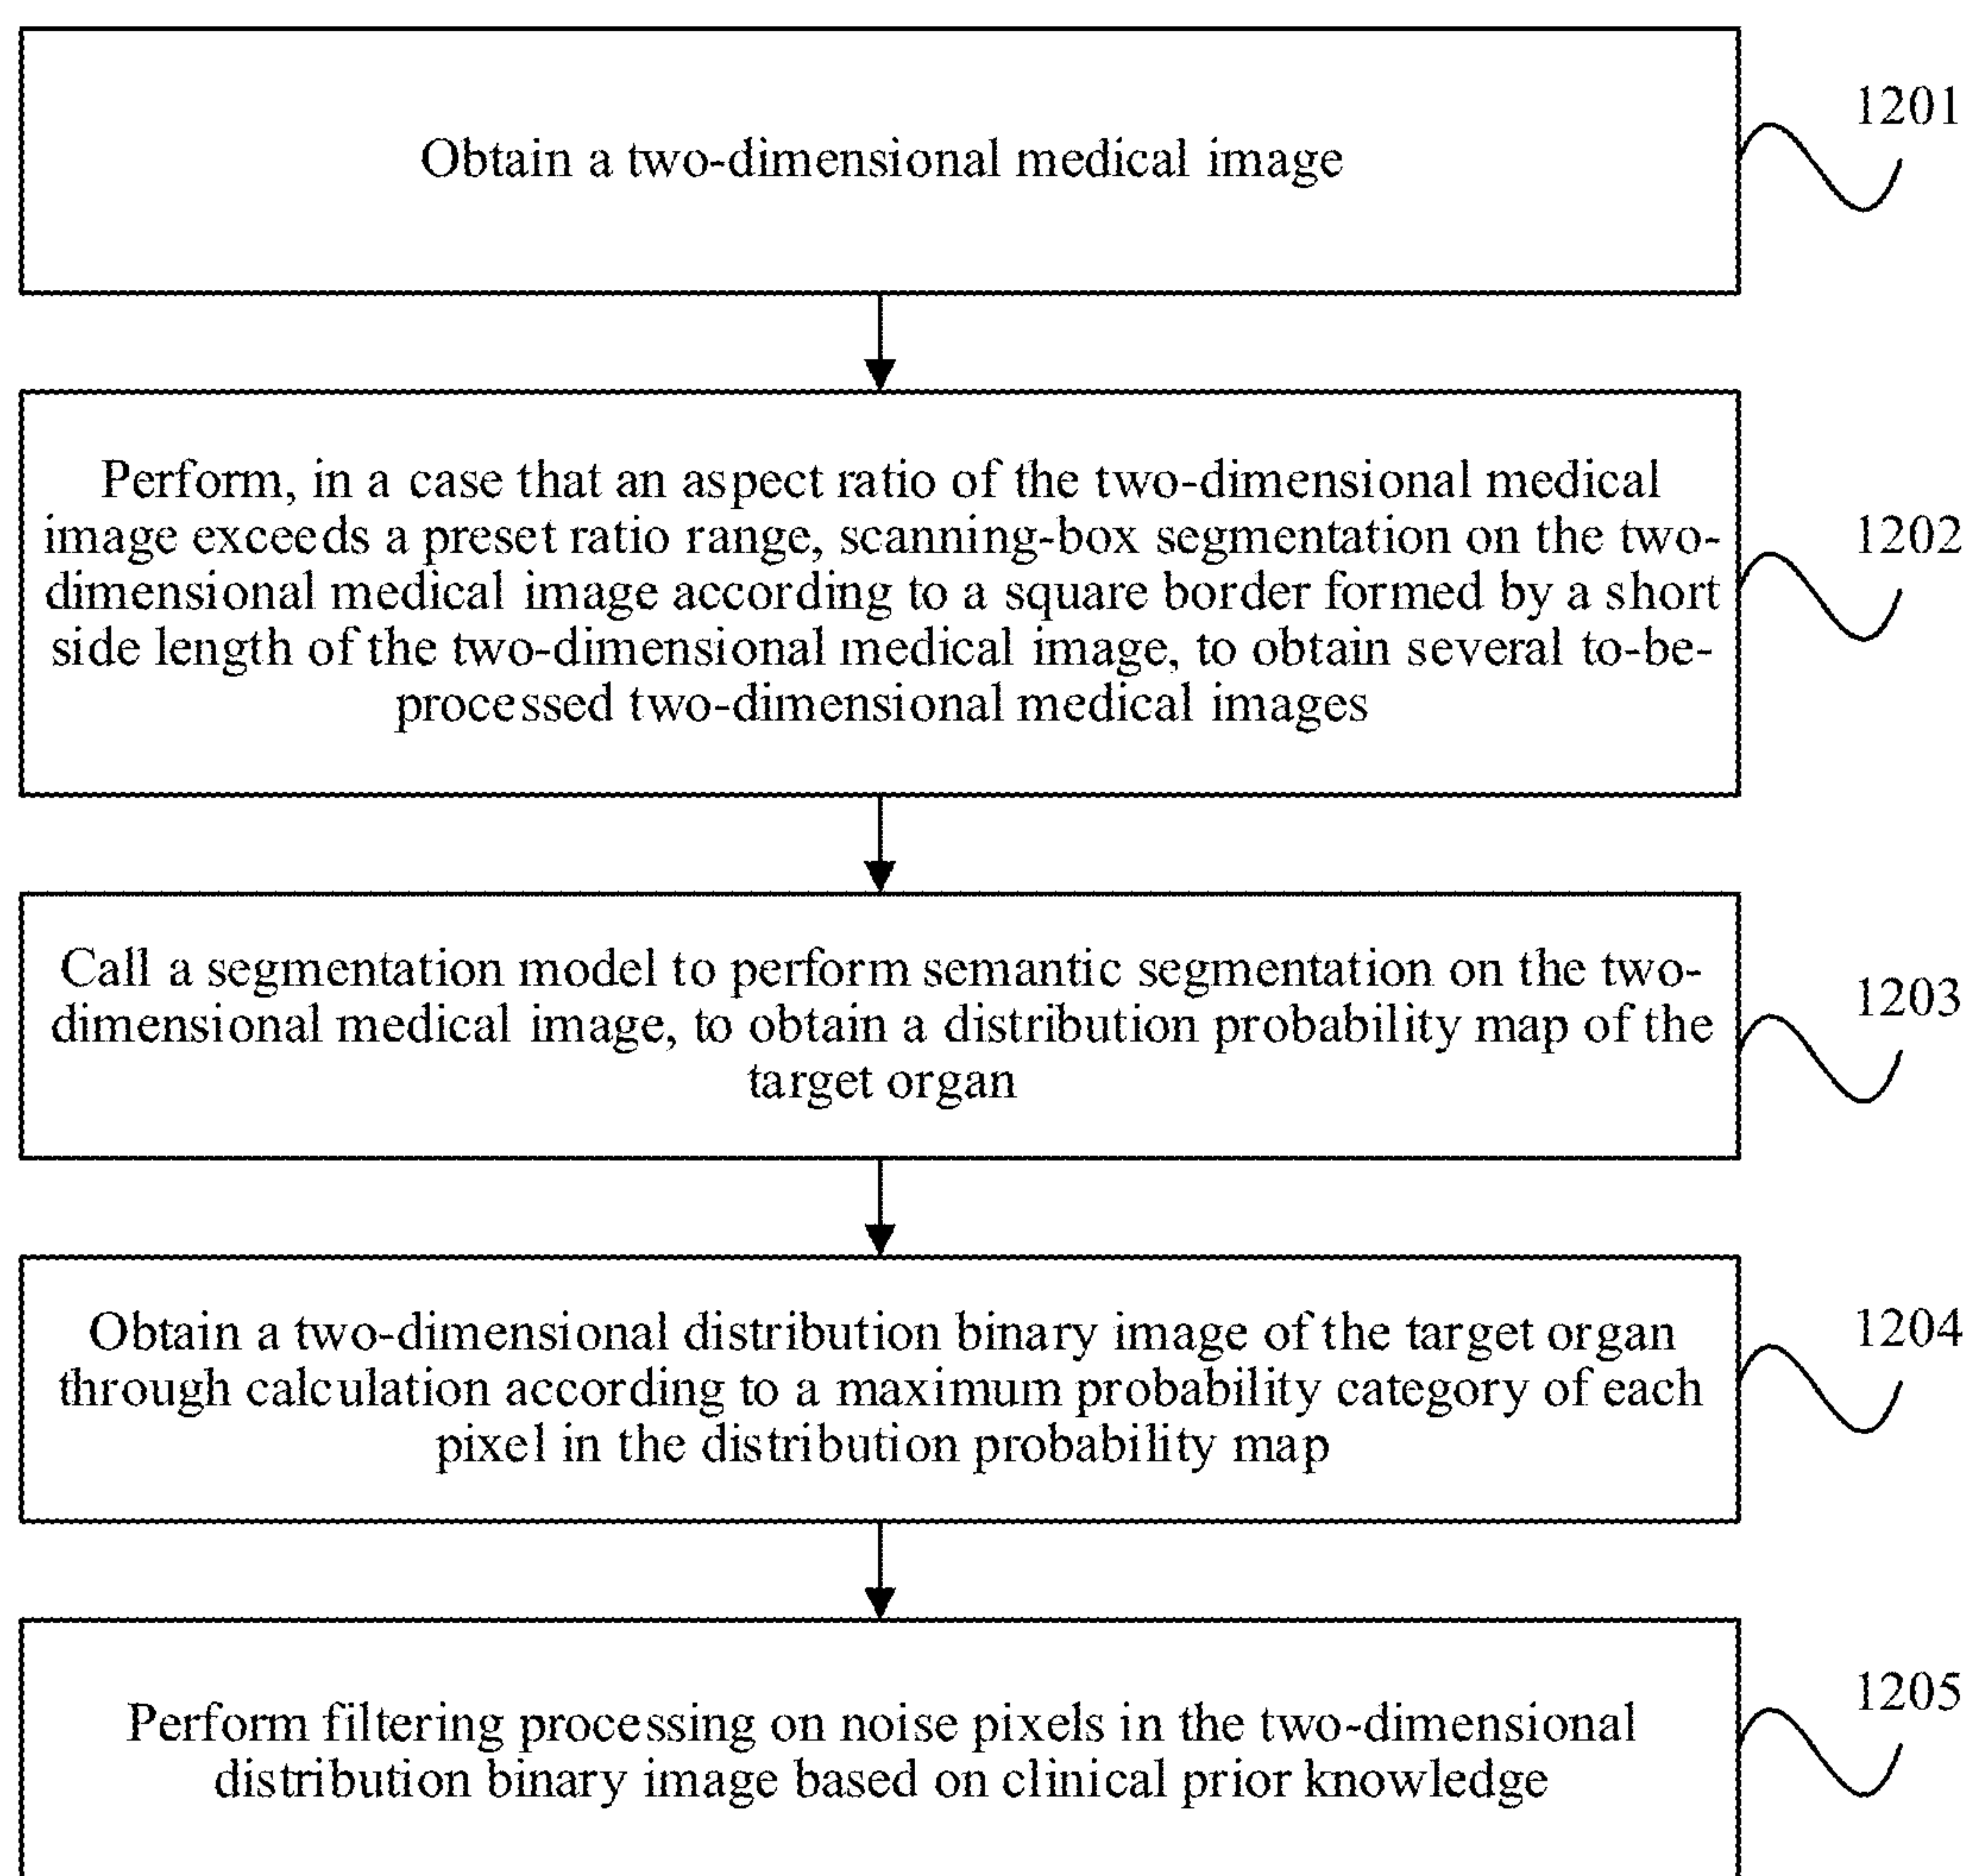 Obtain a two-dimensional medical image
1201
Perform, in a case that an aspect ratio of the two-dimensional medical
image exceeds a preset ratio range, scanning-box segmentation on the two-
dimensional medical image according to a square border formed by a short
side length of the two-dimensional medical image, to obtain several to-be-
processed two-dimensional medical images
1202
Call a segmentation model to perform semantic segmentation on the two-
dimensional medical image, to obtain a distribution probability map of the
target organ
1203
Obtain a two-dimensional distribution binary image of the target organ
through calculation according to a maximum probability category of each
pixel in the distribution probability map
1204
Perform filtering processing on noise pixels in the two-dimensional
distribution binary image based on clinical prior knowledge
1205